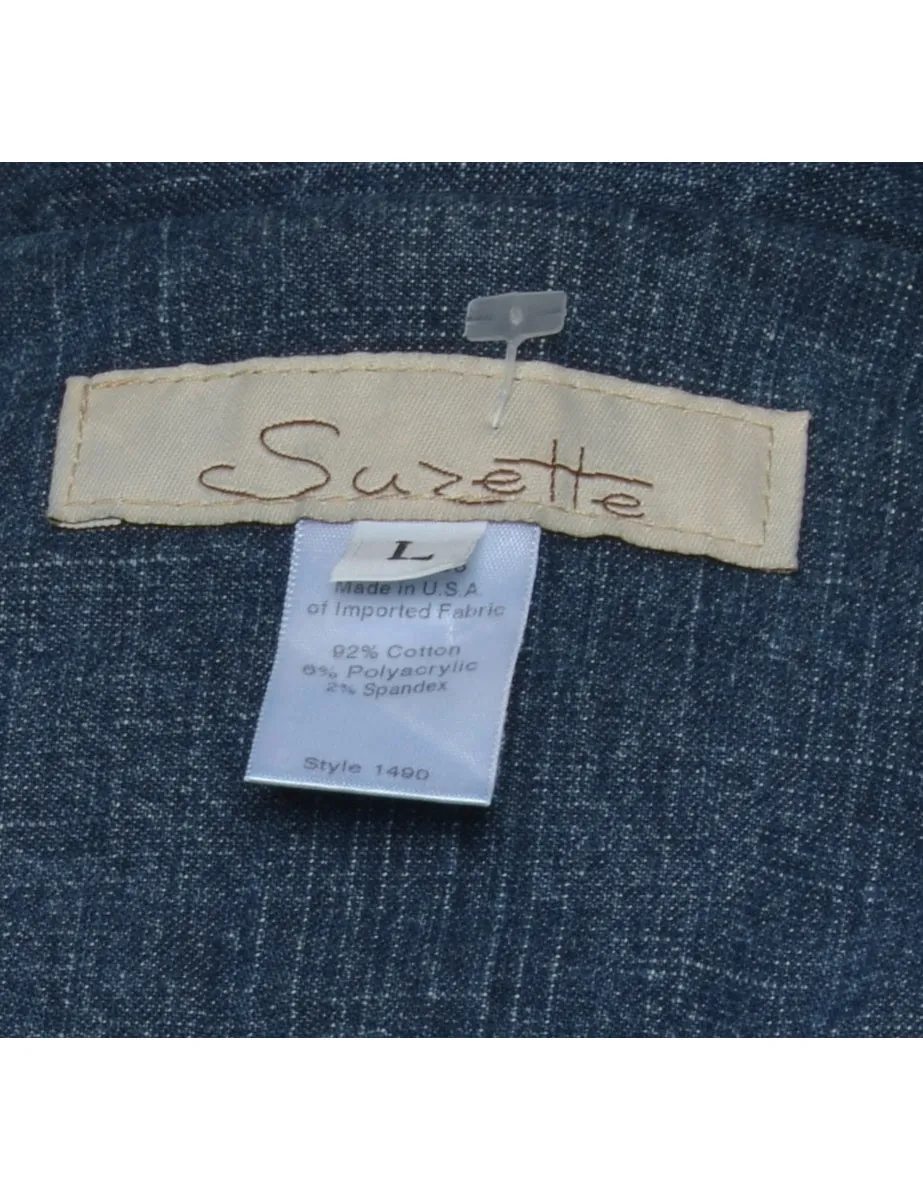 Suzette
L
Made in U.S.A.
of Imported Fabric
92% Cotton
6% Polyacrylic
2% Spandex
Style 1490